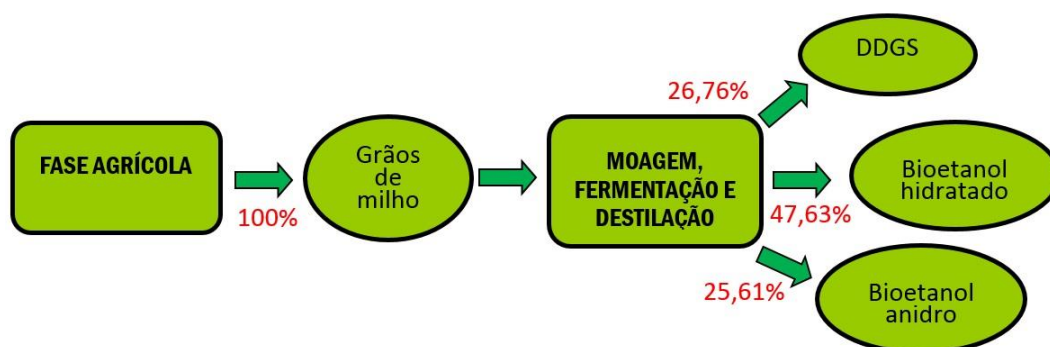 FASE AGRÍCOLA
100%
Grãos
de
milho
MOAGEM,
FERMENTAÇÃO E
DESTILAÇÃO
26,76%
DDGS
47,63%
Bioetanol
hidratado
25,61%
Bioetanol
anidro